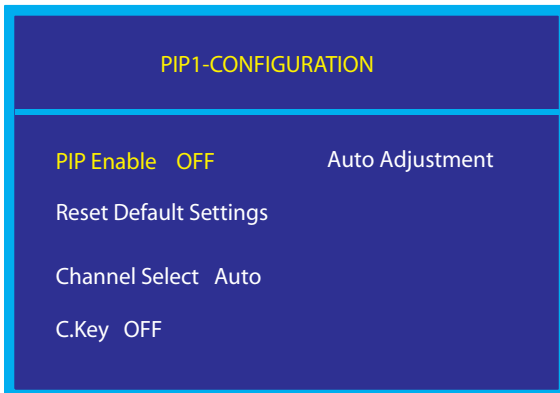 PIP1-CONFIGURATION
PIP Enable OFF Auto Adjustment
Reset Default Settings
Channel Select Auto
C.Key OFF